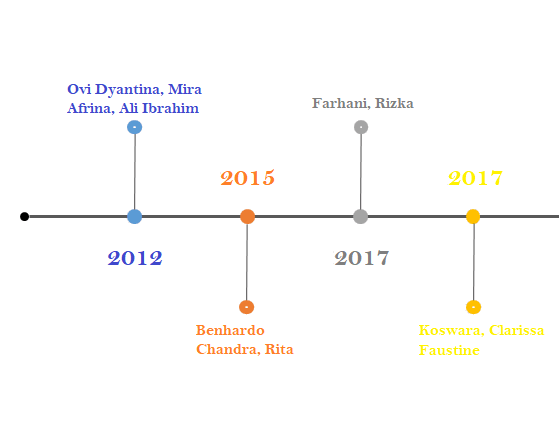 Ovi Dyantina, Mira
Afrina, Ali Ibrahim
2012
2015
Benhardo
Chandra, Rita
Farhani, Rizka
2017
2017
Koswara, Clarissa
Faustine